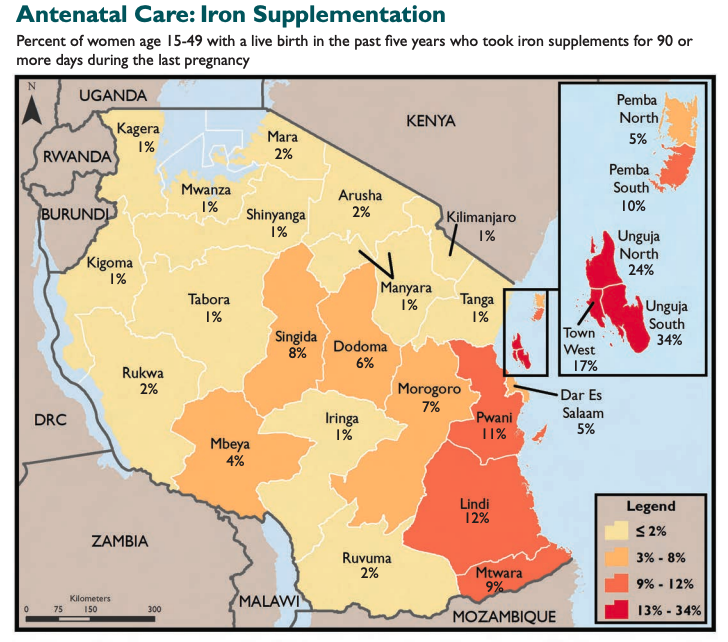 Antenatal Care: Iron Supplementation
Percent of women age 15-49 with a live birth in the past five years who took iron supplements for 90 or
more days during the last pregnancy
N
UGANDA
KENYA
RWANDA
BURUNDI
DRC
ZAMBIA
MALAWI
MOZAMBIQUE
Kagera
1%
Mara
2%
Mwanza
1%
Shinyanga
1%
Arusha
2%
Kilimanjaro
1%
Kigoma
1%
Tabora
1%
Manyara
1%
Tanga
1%
Singida
8%
Dodoma
6%
Rukwa
2%
Morogoro
7%
Dar Es
Salaam
5%
Iringa
1%
Pwani
11%
Mbeya
4%
Lindi
12%
Ruvuma
2%
Mtwara
9%
Pemba
North
5%
Pemba
South
10%
Unguja
North
24%
Unguja
South
34%
Town
West
17%
Legend
≤ 2%
3% - 8%
9% - 12%
13% - 34%
Kilometers
0 75 150 300